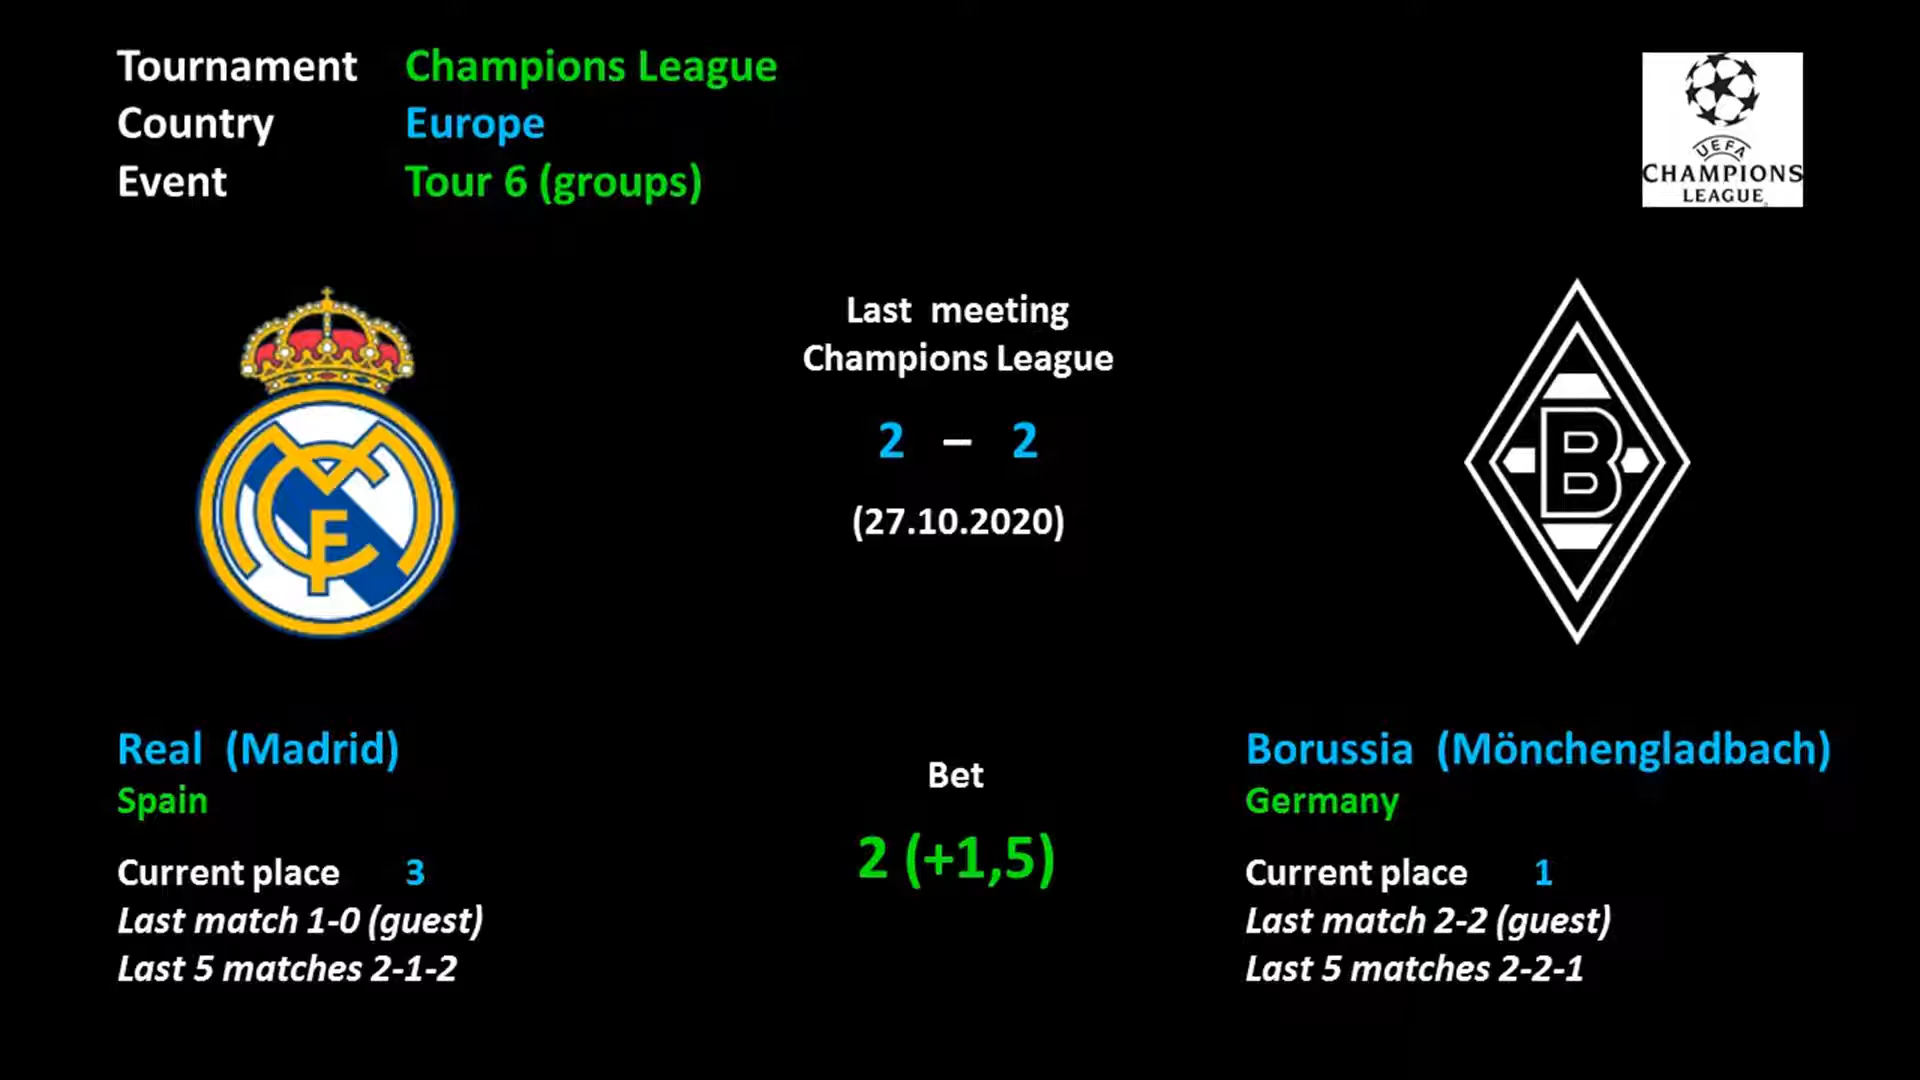 Tournament Champions League
Country Europe
Event Tour 6 (groups)
UEFA
CHAMPIONS
LEAGUE
Last meeting
Champions League
2 – 2
(27.10.2020)
B
Real (Madrid)
Spain
Current place 3
Last match 1-0 (guest)
Last 5 matches 2-1-2
Bet
2 (+1,5)
Borussia (Mönchengladbach)
Germany
Current place 1
Last match 2-2 (guest)
Last 5 matches 2-2-1